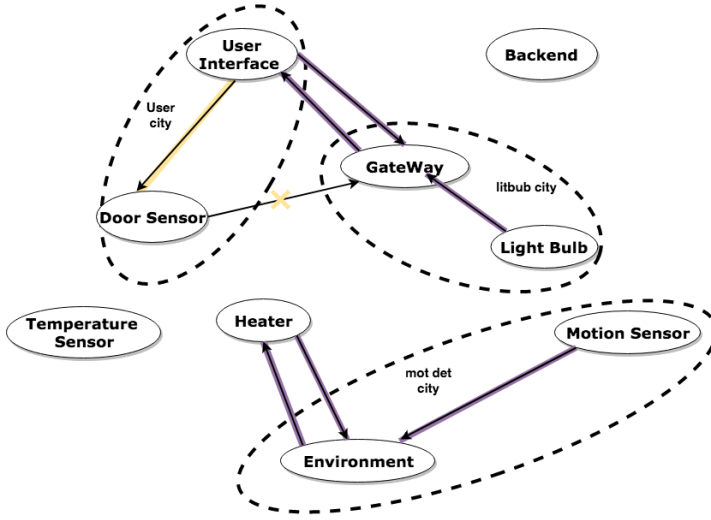 User
Interface
Backend
User
city
GateWay
litbub city
Door Sensor
Light Bulb
Temperature
Sensor
Heater
Motion Sensor
mot det
city
Environment